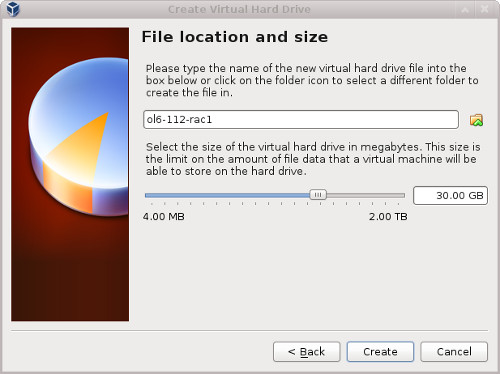 Create Virtual Hard Drive
File location and size
Please type the name of the new virtual hard drive file into the
box below or click on the folder icon to select a different folder to
create the file in.
ol6-112-rac1
Select the size of the virtual hard drive in megabytes. This size is
the limit on the amount of file data that a virtual machine will be
able to store on the hard drive.
30.00 GB
4.00 MB 2.00 TB
< Back Create Cancel